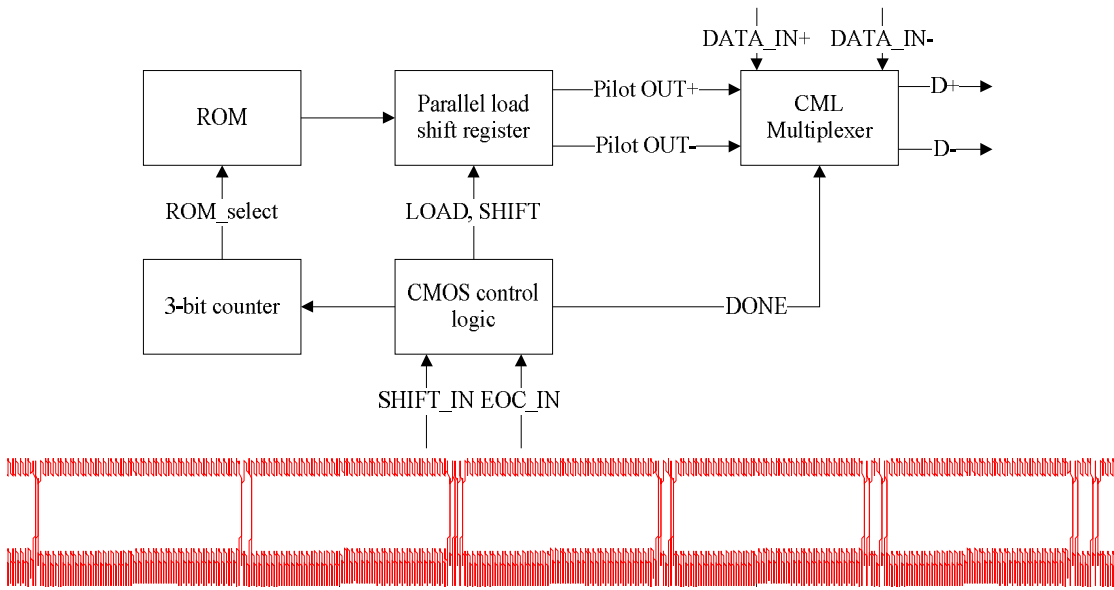 DATA_IN+ DATA_IN-
ROM
Parallel load
shift register
Pilot OUT+
Pilot OUT-
CML
Multiplexer
D+
D-
ROM_select
LOAD, SHIFT
3-bit counter
CMOS control
logic
DONE
SHIFT_IN EOC_IN